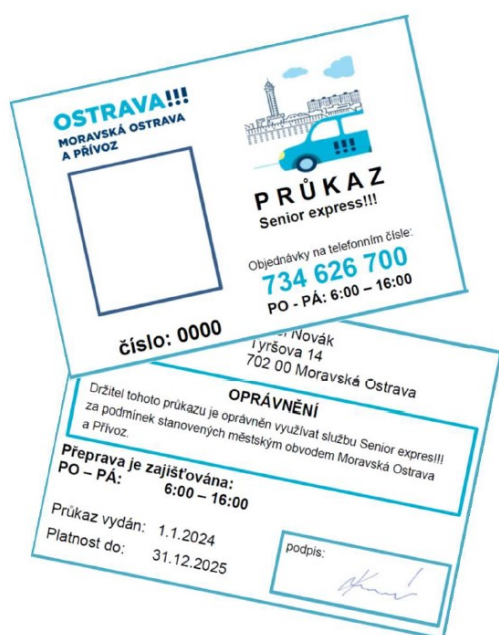 OSTRAVA!!!
MORAVSKÁ OSTRAVA
A PŘÍVOZ
!!!
PRŮKAZ
Senior express!!!
Objednávky na telefonním čísle:
734 626 700
PO - PÁ: 6:00 – 16:00
číslo: 0000
Novák
Tyršova 14
702 00 Moravská Ostrava
OPRÁVNĚNÍ
Držitel tohoto průkazu je oprávněn využívat službu Senior expres!!!
za podmínek stanovených městským obvodem Moravská Ostrava
a Přívoz.
Přeprava je zajišťována:
PO – PÁ: 6:00 – 16:00
Průkaz vydán: 1.1.2024
Platnost do: 31.12.2025
podpis: